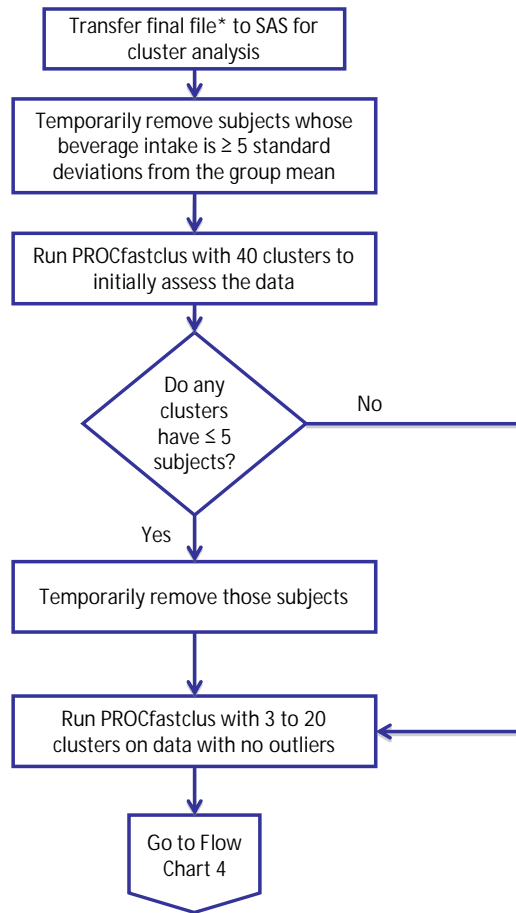 Transfer final file* to SAS for
cluster analysis
Temporarily remove subjects whose
beverage intake is ≥ 5 standard
deviations from the group mean
Run PROCfastclus with 40 clusters to
initially assess the data
Do any
clusters
have ≤ 5
subjects?
No
Yes
Temporarily remove those subjects
Run PROCfastclus with 3 to 20
clusters on data with no outliers
Go to Flow
Chart 4